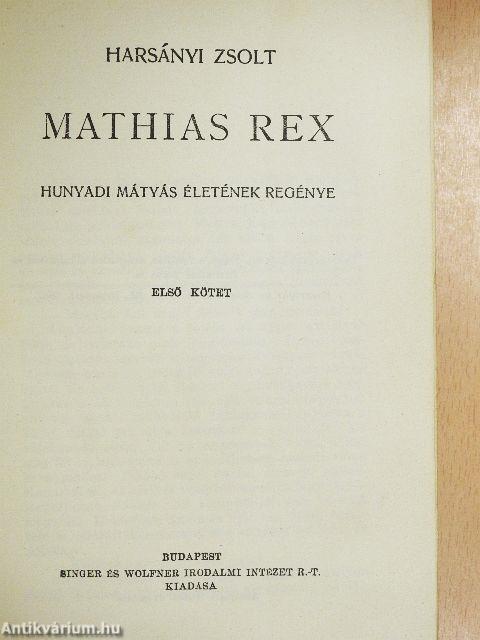 HARSÁNYI ZSOLT
MATHIAS REX
HUNYADI MÁTYÁS ÉLETÉNEK REGÉNYE
ELSŐ KÖTET
BUDAPEST
SINGER ÉS WOLFNER IRODALMI INTÉZET R.-T.
KIADÁSA
Antikvárium.hu